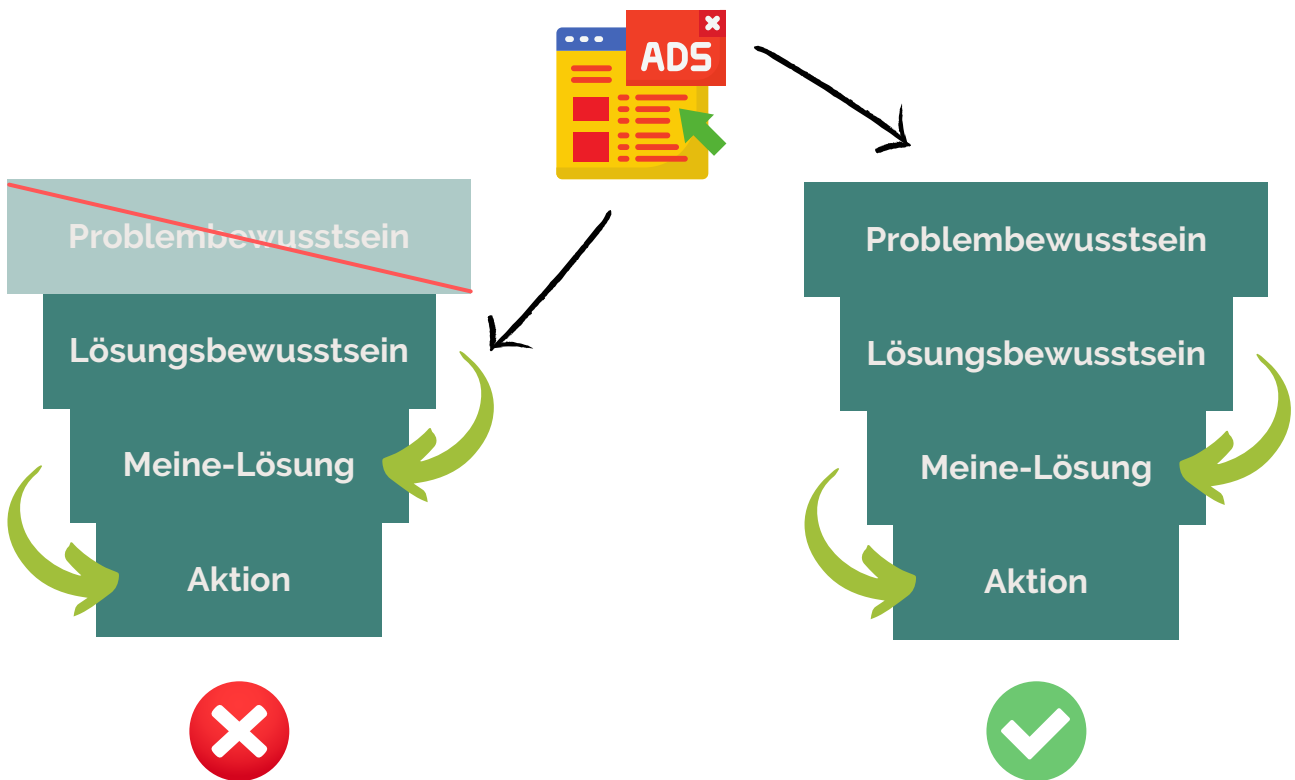 ADS
Problembewusstsein
Lösungsbewusstsein
Meine-Lösung
Aktion
Problembewusstsein
Lösungsbewusstsein
Meine-Lösung
Aktion